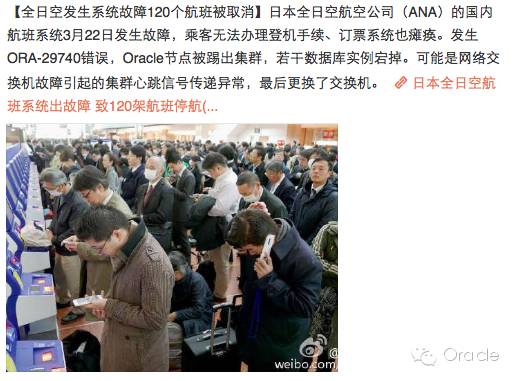 【全日空发生系统故障120个航班被取消】日本全日空航空公司（ANA）的国内
航班系统3月22日发生故障，乘客无法办理登机手续、订票系统也瘫痪。发生
ORA-29740错误，Oracle节点被踢出集群，若干数据库实例宕掉。可能是网络交
换机故障引起的集群心跳信号传递异常，最后更换了交换机。 日本全日空航
班系统出故障 致120架航班停航(...
weibo.com/
Oracle